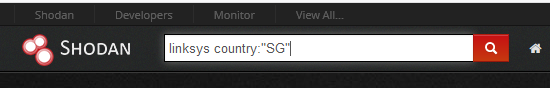 Shodan Developers Monitor View All...
SHODAN linksys country:"SG"